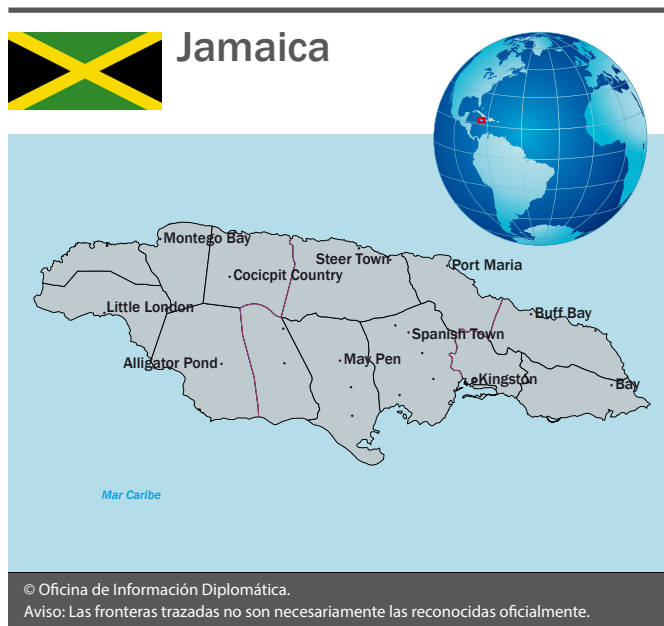 Jamaica
Montego Bay
Steer Town
Port Maria
Cocicpit Country
Little London
Buff Bay
Spanish Town
Alligator Pond
May Pen
Kingston
Bay
Mar Caribe
© Oficina de Información Diplomática.
Aviso: Las fronteras trazadas no son necesariamente las reconocidas oficialmente.